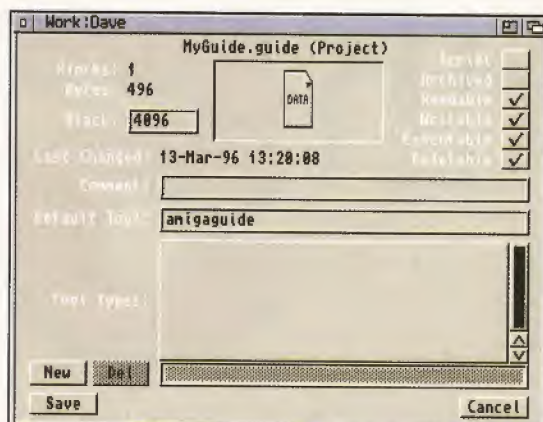 Work:Dave
MyGuide.guide (Project)
Blocks: 1
Bytes: 496
Stack: 4096
Script
Archived
Readable
Writable
Executable
Deletable
DATA
Last Changed: 13-Mar-96 13:20:08
Comment:
Default Tool: amigaguide
Tool Types:
New Del
Save Cancel